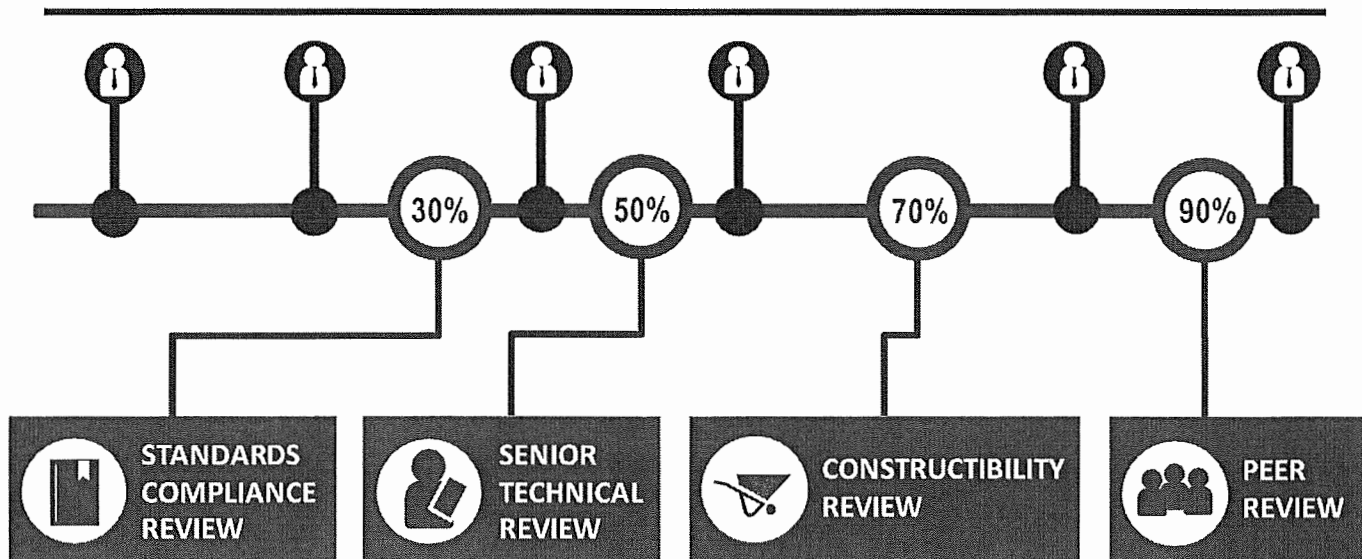 30%
50%
70%
90%
STANDARDS
COMPLIANCE
REVIEW
SENIOR
TECHNICAL
REVIEW
CONSTRUCTIBILITY
REVIEW
PEER
REVIEW